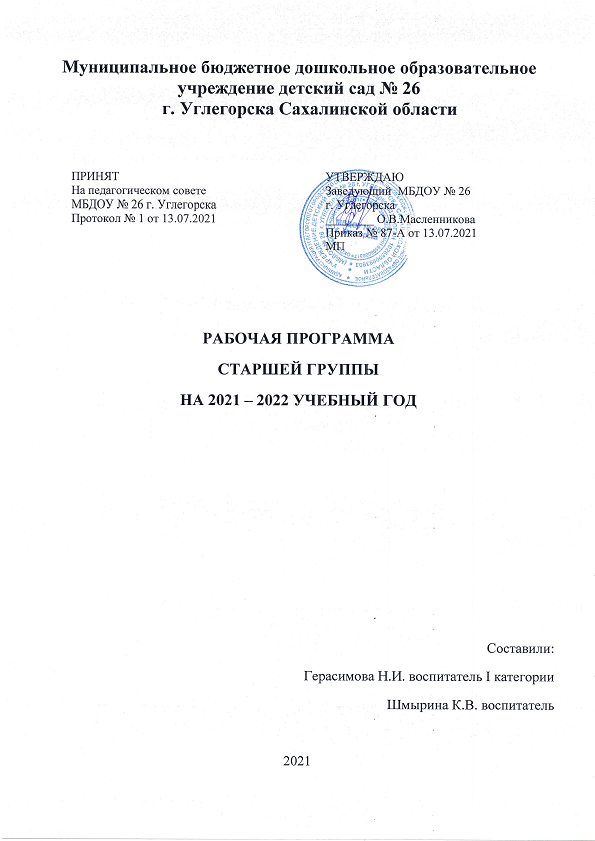 Муниципальное бюджетное дошкольное образовательное
учреждение детский сад № 26
г. Углегорска Сахалинской области
ПРИНЯТ
На педагогическом совете
МБДОУ № 26 г. Углегорска
Протокол № 1 от 13.07.2021
УТВЕРЖДАЮ
Заведующий МБДОУ № 26
г. Углегорска
О.В.Масленникова
Приказ № 87-А от 13.07.2021
МП
РАБОЧАЯ ПРОГРАММА
СТАРШЕЙ ГРУППЫ
НА 2021 – 2022 УЧЕБНЫЙ ГОД
Составили:
Герасимова Н.И. воспитатель I категории
Шмырина К.В. воспитатель
2021